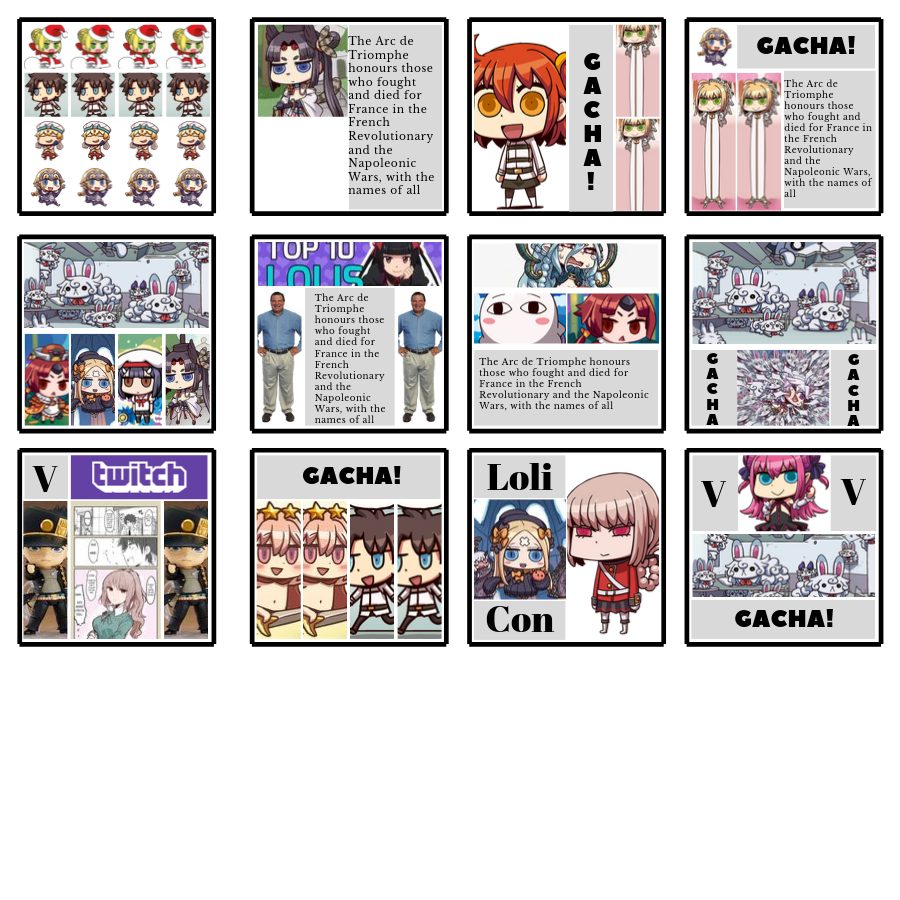 The Arc de
Triomphe
honours those
who fought
and died for
France in the
French
Revolutionary
and the
Napoleonic
Wars, with the
names of all
G
A
C
H
A
!
GACHA!
The Arc de
Triomphe
honours those
who fought and
died for France in
the French
Revolutionary
and the
Napoleonic Wars,
with the names of
all
TOP 10
LOLIS
The Arc de
Triomphe
honours those
who fought
and died for
France in the
French
Revolutionary
and the
Napoleonic
Wars, with the
names of all
The Arc de Triomphe honours
those who fought and died for
France in the French
Revolutionary and the Napoleonic
Wars, with the names of all
G
A
C
H
A
G
A
C
H
A
V
twitch
GACHA!
Loli
Con
V
V
GACHA!